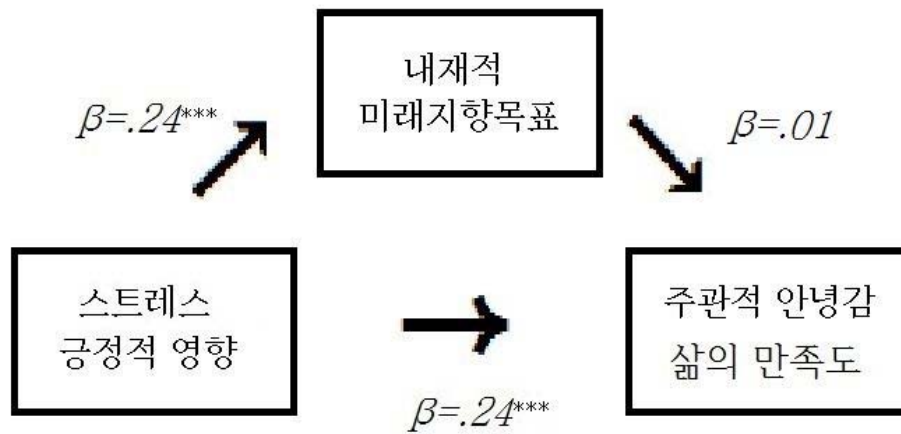 내재적
미래지향목표
β=.24***
β=.01
스트레스
긍정적 영향
주관적 안녕감
삶의 만족도
β=.24***